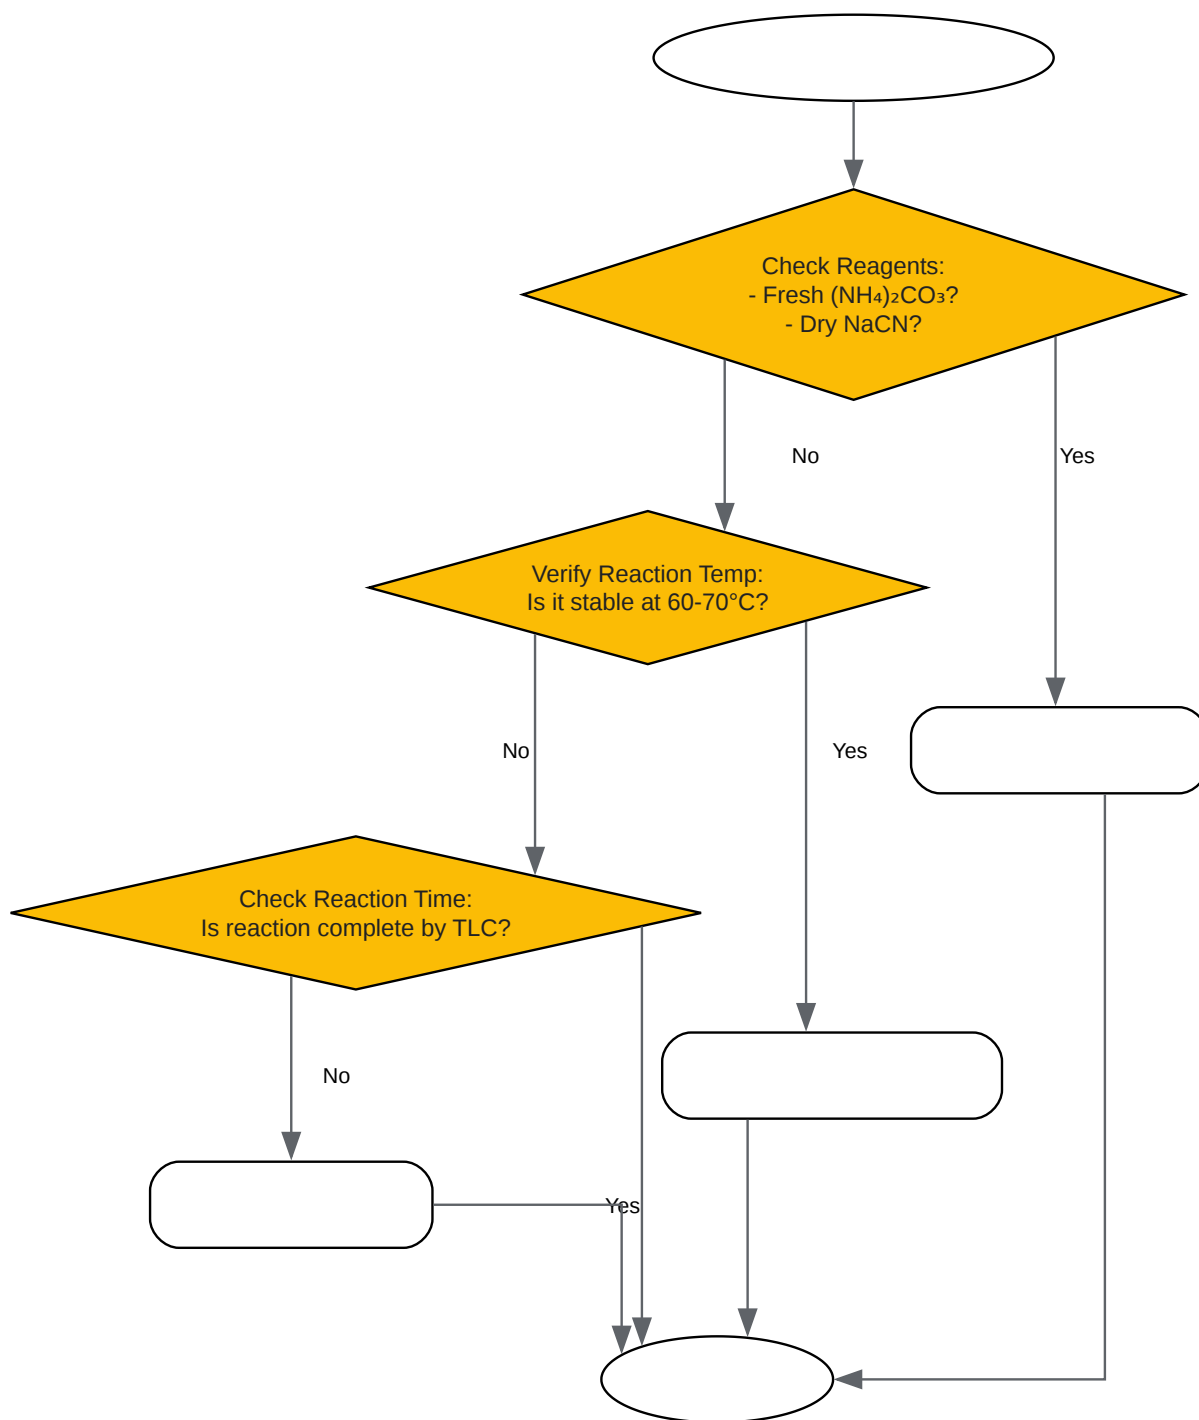 Check Reagents:
- Fresh (NH₄)₂CO₃?
- Dry NaCN?
No
Yes
Verify Reaction Temp:
Is it stable at 60-70°C?
No
Yes
Check Reaction Time:
Is reaction complete by TLC?
No
Yes